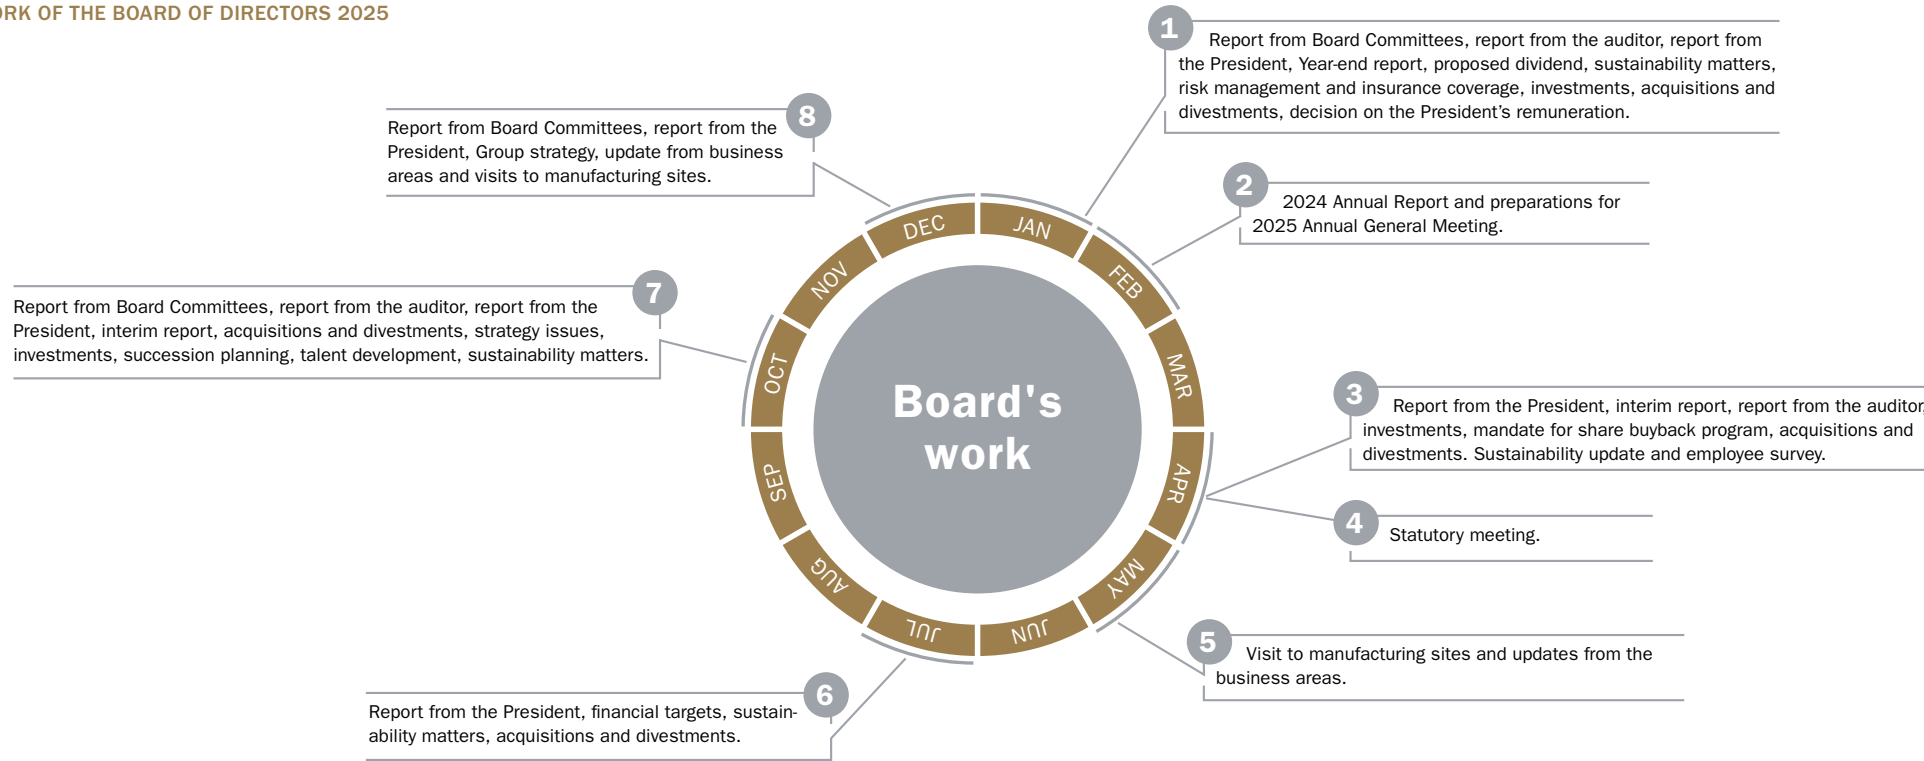 ORK OF THE BOARD OF DIRECTORS 2025
1
Report from Board Committees, report from the auditor, report from
the President, Year-end report, proposed dividend, sustainability matters,
risk management and insurance coverage, investments, acquisitions and
divestments, decision on the President’s remuneration.
2
2024 Annual Report and preparations for
2025 Annual General Meeting.
3
Report from the President, interim report, report from the auditor,
investments, mandate for share buyback program, acquisitions and
divestments. Sustainability update and employee survey.
4
Statutory meeting.
5
Visit to manufacturing sites and updates from the
business areas.
6
Report from the President, financial targets, sustain-
ability matters, acquisitions and divestments.
7
Report from Board Committees, report from the auditor, report from the
President, interim report, acquisitions and divestments, strategy issues,
investments, succession planning, talent development, sustainability matters.
8
Report from Board Committees, report from the
President, Group strategy, update from business
areas and visits to manufacturing sites.
JAN
FEB
MAR
APR
MAY
JUN
JUL
AUG
SEP
OCT
NOV
DEC
Board's
work